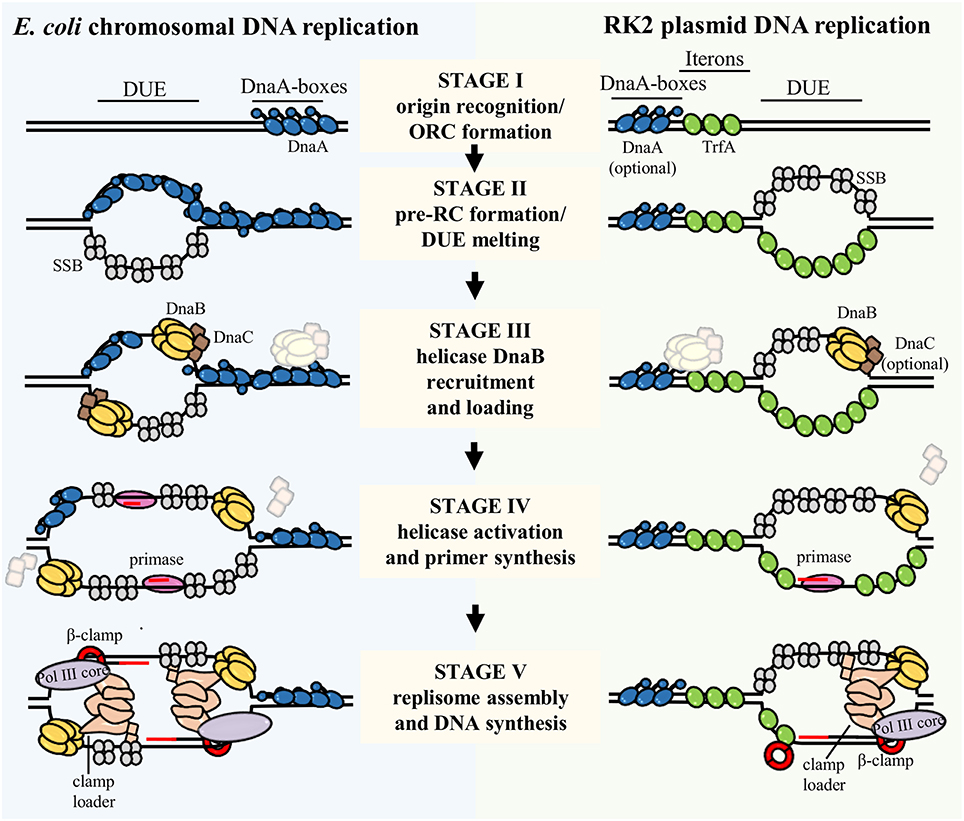 E. coli chromosomal DNA replication
RK2 plasmid DNA replication
DUE
DnaA-boxes
DnaA
STAGE I
origin recognition/
ORC formation
Iterons
DnaA-boxes
DUE
DnaA
(optional)
TrfA
SSB
STAGE II
pre-RC formation/
DUE melting
SSB
DnaB
DnaC
STAGE III
helicase DnaB
recruitment
and loading
DnaB
DnaC
(optional)
primase
STAGE IV
helicase activation
and primer synthesis
primase
β-clamp
Pol III core
clamp
loader
STAGE V
replisome assembly
and DNA synthesis
Pol III core
clamp
loader
β-clamp